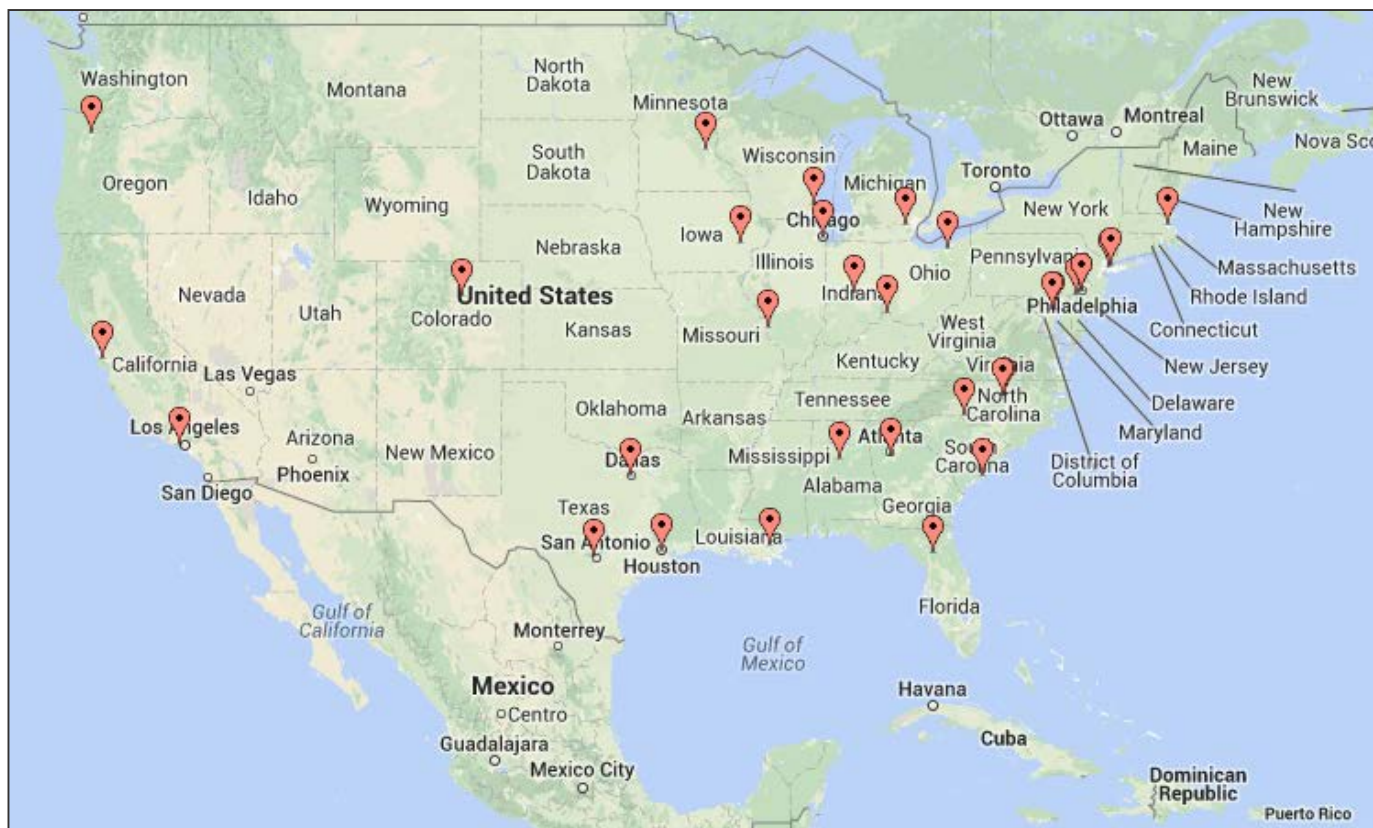 Washington
Montana
North
Dakota
Minnesota
Ottawa
Montreal
New
Brunswick
Nova Sco
Maine
Oregon
Idaho
Wyoming
South
Dakota
Wisconsin
Michigan
Toronto
New York
New
Hampshire
Massachusetts
Rhode Island
Connecticut
New Jersey
Delaware
Maryland
District of
Columbia
Nevada
Utah
Colorado
United States
Nebraska
Iowa
Chicago
Illinois
Indiana
Ohio
Pennsylvania
Philadelphia
California
Las Vegas
Kansas
Missouri
Kentucky
West
Virginia
Virginia
Los Angeles
San Diego
Arizona
Phoenix
New Mexico
Oklahoma
Arkansas
Tennessee
North
Carolina
Dallas
Mississippi
Atlanta
South
Carolina
Alabama
Georgia
Texas
San Antonio
Houston
Louisiana
Florida
Gulf of
California
Monterrey
Gulf of
Mexico
Mexico
Centro
Guadalajara
Mexico City
Havana
Cuba
Dominican
Republic
Puerto Rico